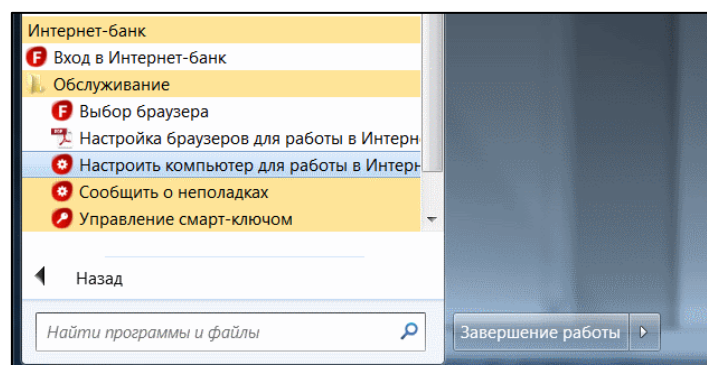 Интернет-банк
Вход в Интернет-банк
Обслуживание
Выбор браузера
Настройка браузеров для работы в Интерн
Настроить компьютер для работы в Интерн
Сообщить о неполадках
Управление смарт-ключом
Назад
Найти программы и файлы
Завершение работы